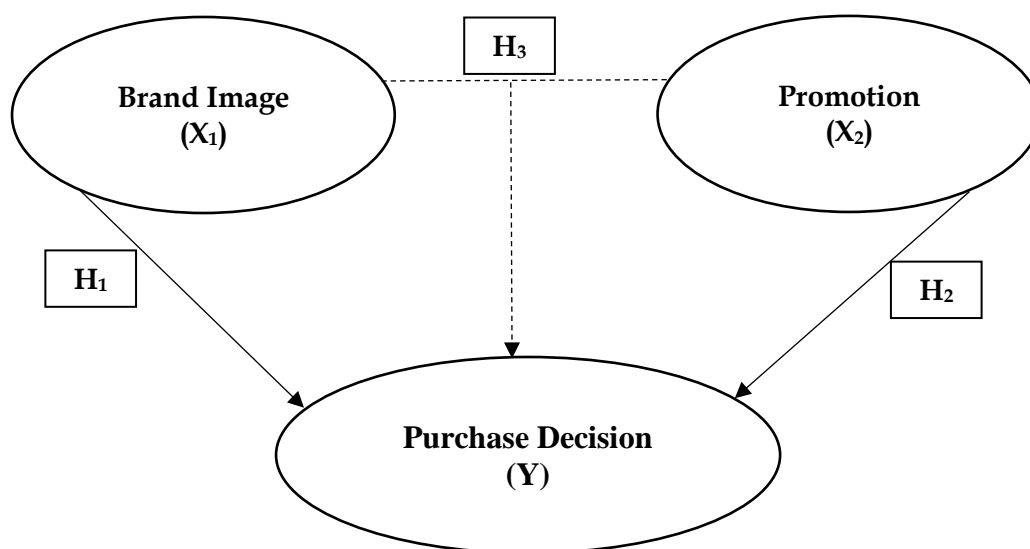 H₃
Brand Image
(X₁)
Promotion
(X₂)
H₁
H₂
Purchase Decision
(Y)